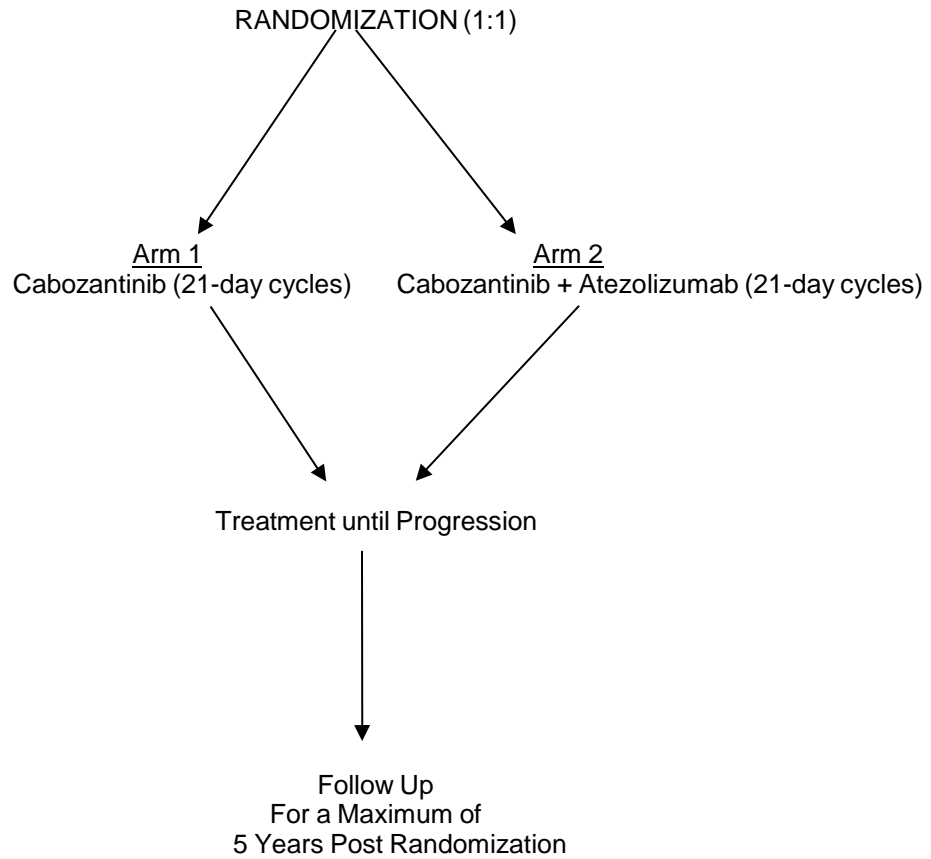 RANDOMIZATION (1:1)
Arm 1
Cabozantinib (21-day cycles)
Arm 2
Cabozantinib + Atezolizumab (21-day cycles)
Treatment until Progression
Follow Up
For a Maximum of
5 Years Post Randomization